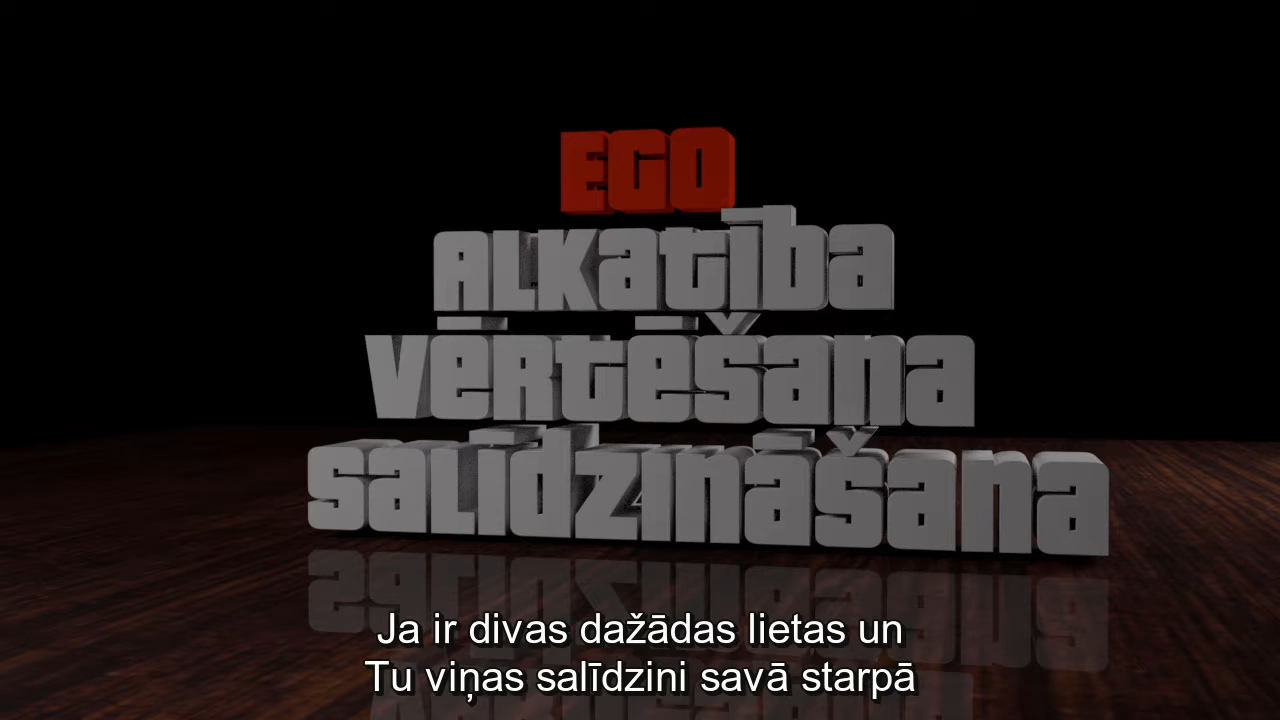 EGO
ALKatība
vēRtēšana
salīdzināšana
Ja ir divas dažādas lietas un
Tu viņas salīdzini savā starpā